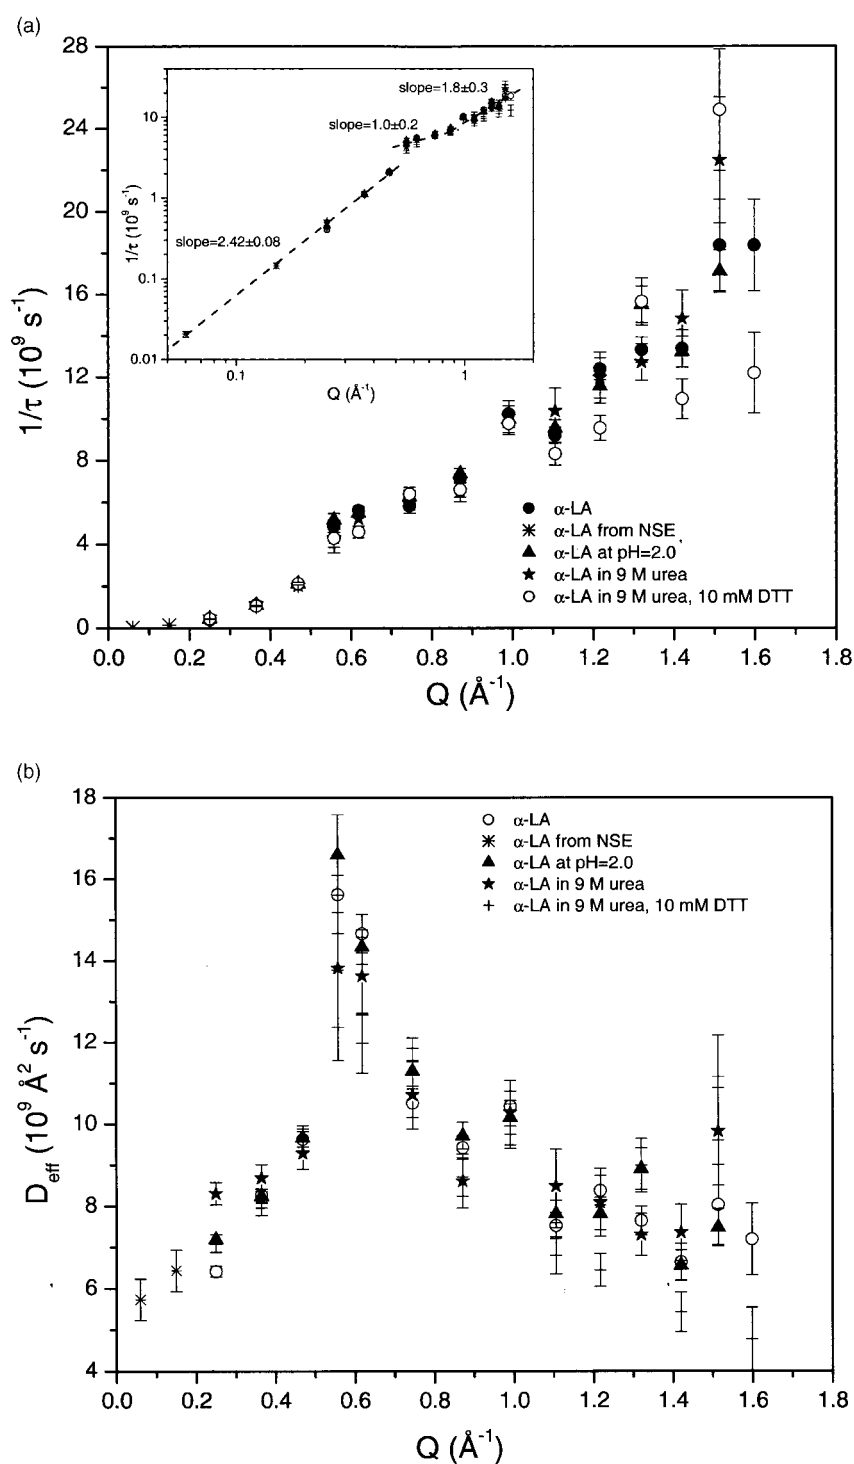 (a)
28
24
20
16
12
8
4
0
1/τ (10⁹ s⁻¹)
0.0 0.2 0.4 0.6 0.8 1.0 1.2 1.4 1.6 1.8
Q (Å⁻¹)
10
1
0.1
0.01
1/τ (10⁹ s⁻¹)
0.1 1
Q (Å⁻¹)
slope=1.8±0.3
slope=1.0±0.2
slope=2.42±0.08
α-LA
α-LA from NSE
α-LA at pH=2.0
α-LA in 9 M urea
α-LA in 9 M urea, 10 mM DTT
(b)
18
16
14
12
10
8
6
4
D_eff (10⁹ Å² s⁻¹)
0.0 0.2 0.4 0.6 0.8 1.0 1.2 1.4 1.6 1.8
Q (Å⁻¹)
α-LA
α-LA from NSE
α-LA at pH=2.0
α-LA in 9 M urea
α-LA in 9 M urea, 10 mM DTT